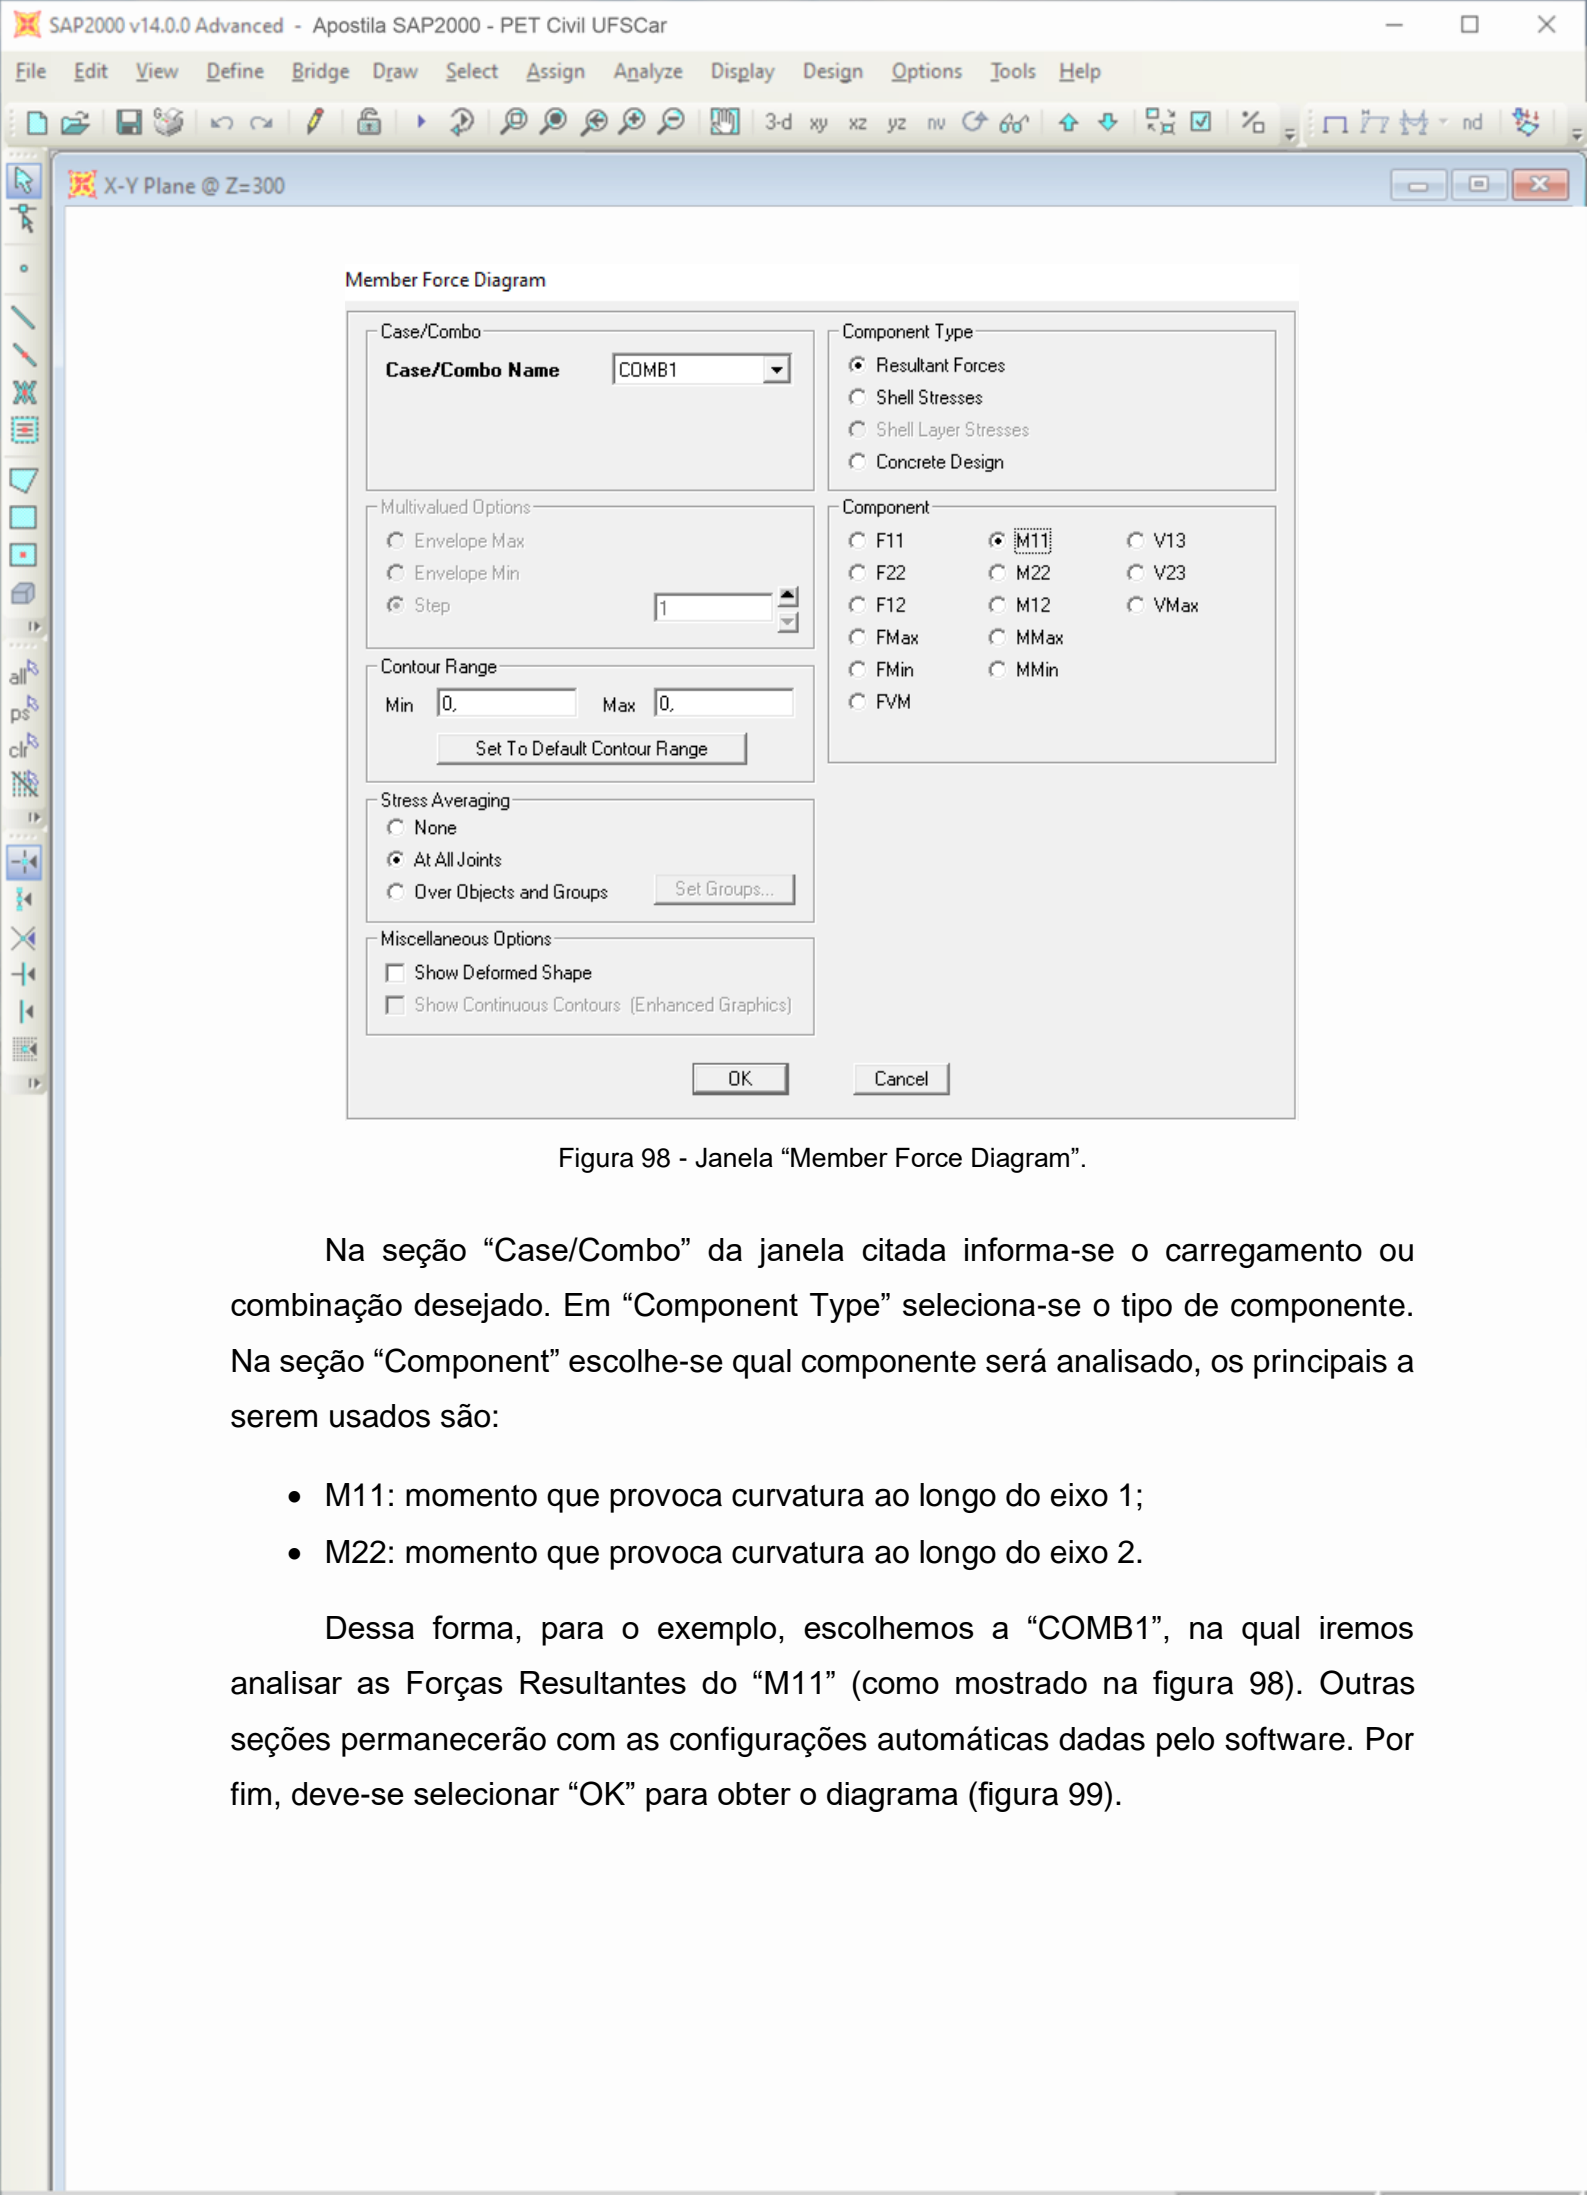 SAP2000 v14.0.0 Advanced - Apostila SAP2000 - PET Civil UFSCar
File Edit View Define Bridge Draw Select Assign Analyze Display Design Options Tools Help
3-d xy xz yz nv nd
X-Y Plane @ Z=300
all
ps
clr
Member Force Diagram
Case/Combo
Case/Combo Name COMB1
Component Type
Resultant Forces
Shell Stresses
Shell Layer Stresses
Concrete Design
Multivalued Options
Envelope Max
Envelope Min
Step 1
Component
F11 M11 V13
F22 M22 V23
F12 M12 VMax
FMax MMax
FMin MMin
FVM
Contour Range
Min 0, Max 0,
Set To Default Contour Range
Stress Averaging
None
At All Joints
Over Objects and Groups Set Groups...
Miscellaneous Options
Show Deformed Shape
Show Continuous Contours (Enhanced Graphics)
OK Cancel
Figura 98 - Janela “Member Force Diagram”.
Na seção “Case/Combo” da janela citada informa-se o carregamento ou
combinação desejado. Em “Component Type” seleciona-se o tipo de componente.
Na seção “Component” escolhe-se qual componente será analisado, os principais a
serem usados são:
• M11: momento que provoca curvatura ao longo do eixo 1;
• M22: momento que provoca curvatura ao longo do eixo 2.
Dessa forma, para o exemplo, escolhemos a “COMB1”, na qual iremos
analisar as Forças Resultantes do “M11” (como mostrado na figura 98). Outras
seções permanecerão com as configurações automáticas dadas pelo software. Por
fim, deve-se selecionar “OK” para obter o diagrama (figura 99).